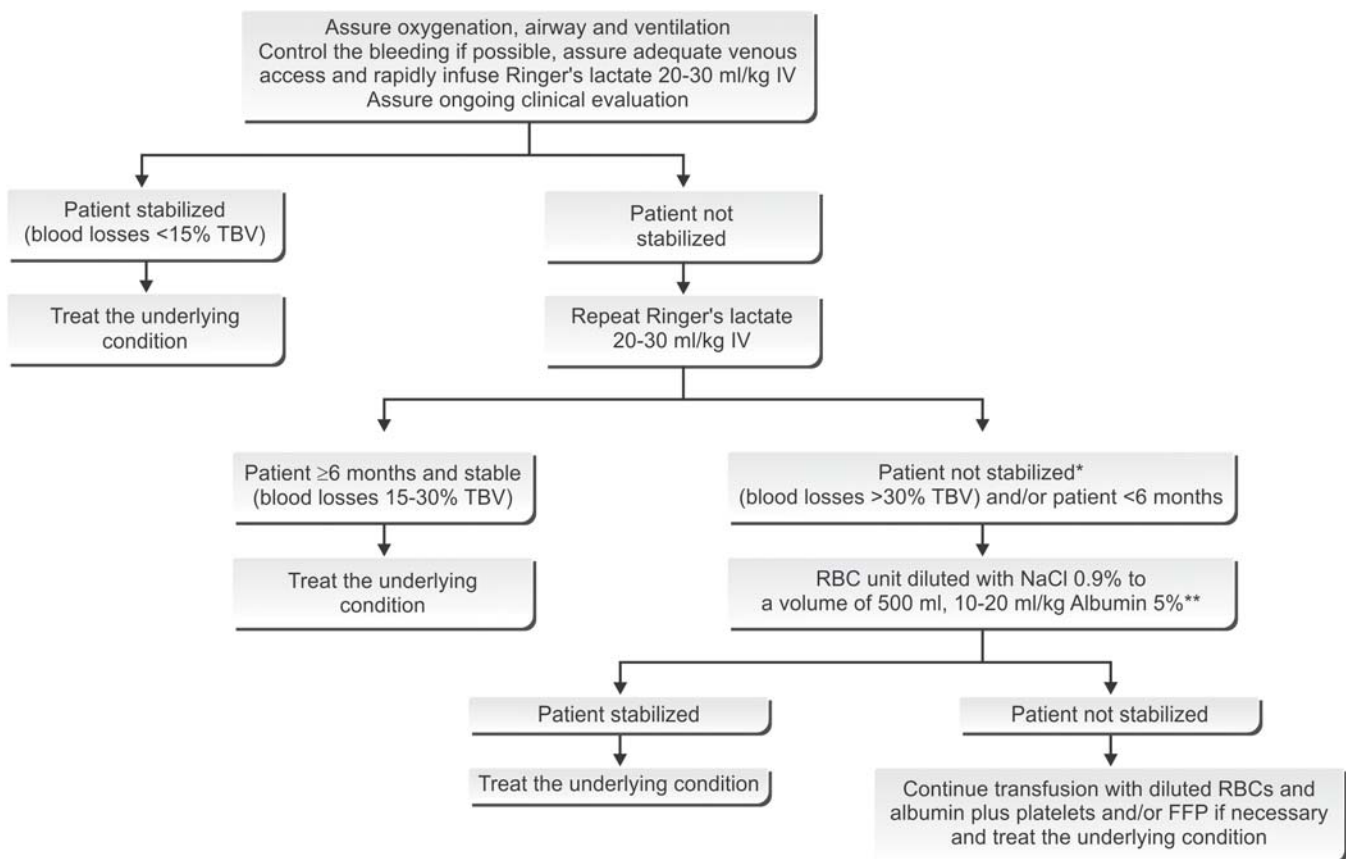 Assure oxygenation, airway and ventilation
Control the bleeding if possible, assure adequate venous
access and rapidly infuse Ringer's lactate 20-30 ml/kg IV
Assure ongoing clinical evaluation
Patient stabilized
(blood losses <15% TBV)
Patient not
stabilized
Treat the underlying
condition
Repeat Ringer's lactate
20-30 ml/kg IV
Patient ≥6 months and stable
(blood losses 15-30% TBV)
Patient not stabilized*
(blood losses >30% TBV) and/or patient <6 months
Treat the underlying
condition
RBC unit diluted with NaCl 0.9% to
a volume of 500 ml, 10-20 ml/kg Albumin 5%**
Patient stabilized
Patient not stabilized
Treat the underlying condition
Continue transfusion with diluted RBCs and
albumin plus platelets and/or FFP if necessary
and treat the underlying condition